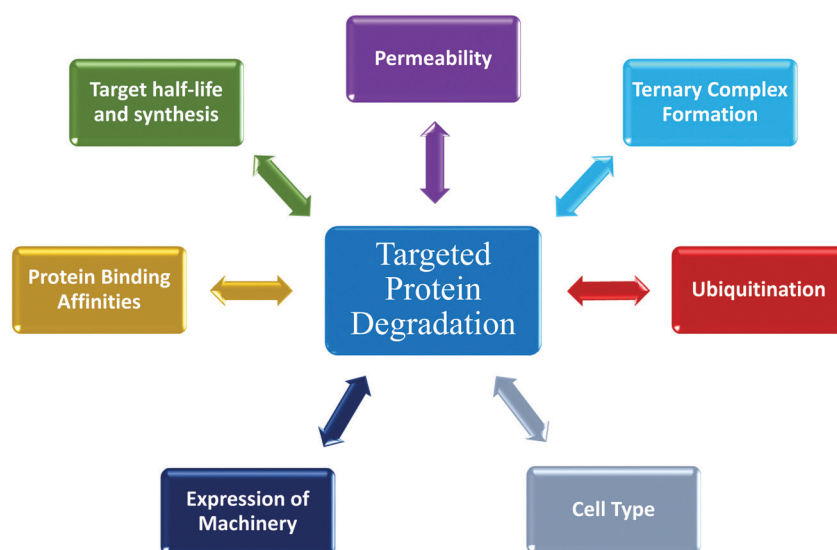 Permeability
Target half-life
and synthesis
Ternary Complex
Formation
Targeted
Protein
Degradation
Protein Binding
Affinities
Ubiquitination
Expression of
Machinery
Cell Type